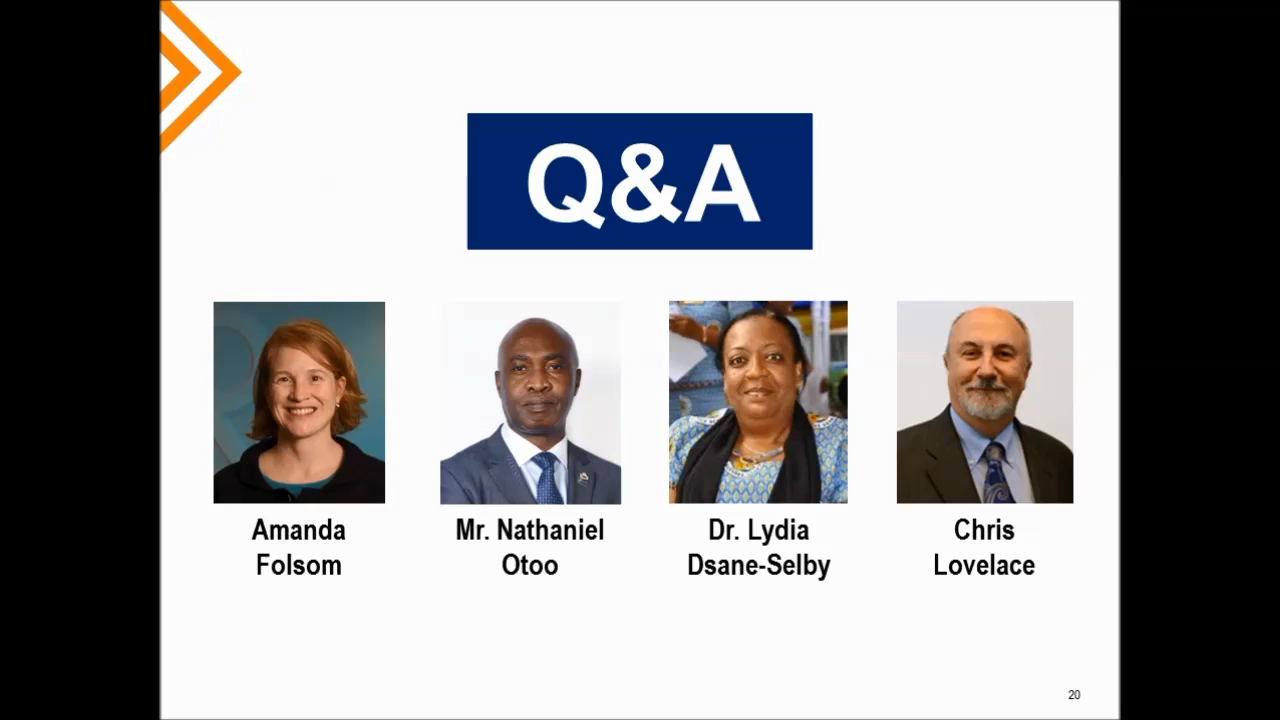 Q&A
Amanda
Folsom
Mr. Nathaniel
Otoo
Dr. Lydia
Dsane-Selby
Chris
Lovelace
20